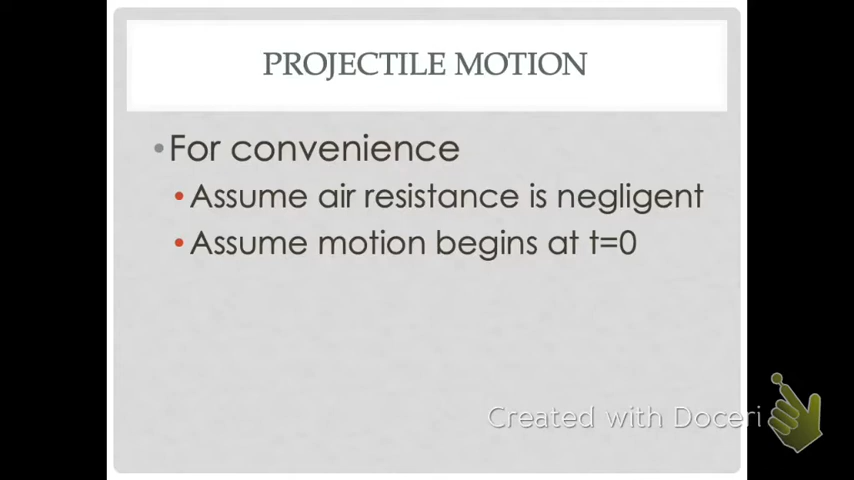 PROJECTILE MOTION
•For convenience
•Assume air resistance is negligent
•Assume motion begins at t=0
Created with Doceri